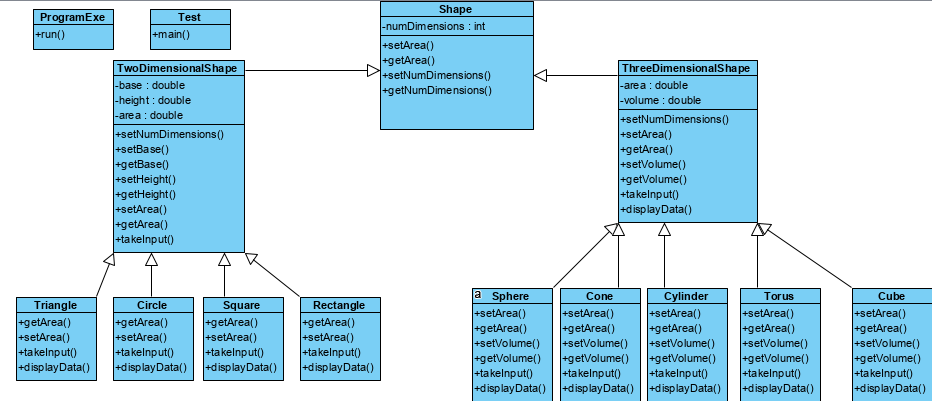 ProgramExe
+run()
Test
+main()
Shape
-numDimensions : int
+setArea()
+getArea()
+setNumDimensions()
+getNumDimensions()
TwoDimensionalShape
-base : double
-height : double
-area : double
+setNumDimensions()
+setBase()
+getBase()
+setHeight()
+getHeight()
+setArea()
+getArea()
+takeInput()
ThreeDimensionalShape
-area : double
-volume : double
+setNumDimensions()
+setArea()
+getArea()
+setVolume()
+getVolume()
+takeInput()
+displayData()
Triangle
+getArea()
+setArea()
+takeInput()
+displayData()
Circle
+getArea()
+setArea()
+takeInput()
+displayData()
Square
+getArea()
+setArea()
+takeInput()
+displayData()
Rectangle
+getArea()
+setArea()
+takeInput()
+displayData()
a
Sphere
+setArea()
+getArea()
+setVolume()
+getVolume()
+takeInput()
+displayData()
Cone
+setArea()
+getArea()
+setVolume()
+getVolume()
+takeInput()
+displayData()
Cylinder
+setArea()
+getArea()
+setVolume()
+getVolume()
+takeInput()
+displayData()
Torus
+setArea()
+getArea()
+setVolume()
+getVolume()
+takeInput()
+displayData()
Cube
+setArea()
+getArea()
+setVolume()
+getVolume()
+takeInput()
+displayData()